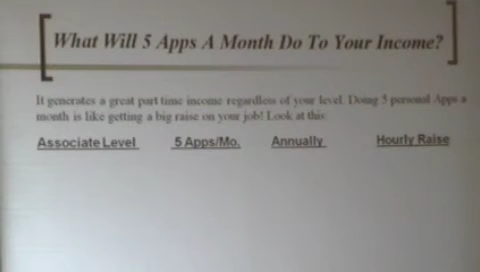 What Will 5 Apps A Month Do To Your Income?
It generates a great part time income regardless of your level. Doing 5 personal Apps a
month is like getting a big raise on your job! Look at this:
Associate Level 5 Apps/Mo. Annually Hourly Raise